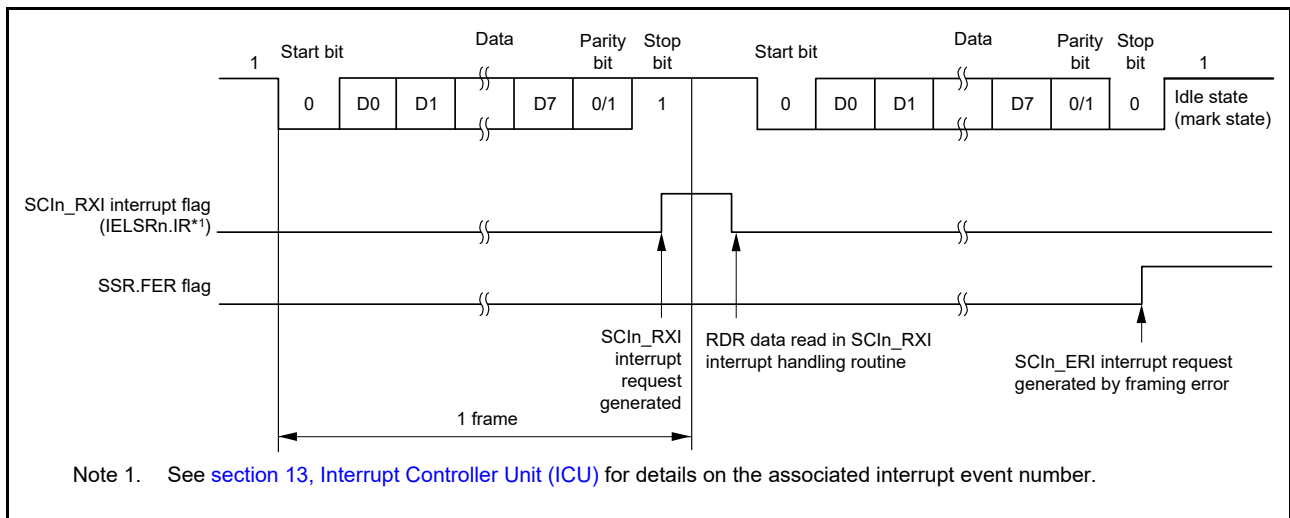 1
Start bit
Data
Parity
bit
Stop
bit
Start bit
Data
Parity
bit
Stop
bit
1
0 D0 D1 D7 0/1 1
0 D0 D1 D7 0/1 0
Idle state
(mark state)
SCIn_RXI interrupt flag
(IELSRn.IR*1)
SSR.FER flag
SCIn_RXI
interrupt
request
generated
RDR data read in SCIn_RXI
interrupt handling routine
SCIn_ERI interrupt request
generated by framing error
1 frame
Note 1. See section 13, Interrupt Controller Unit (ICU) for details on the associated interrupt event number.